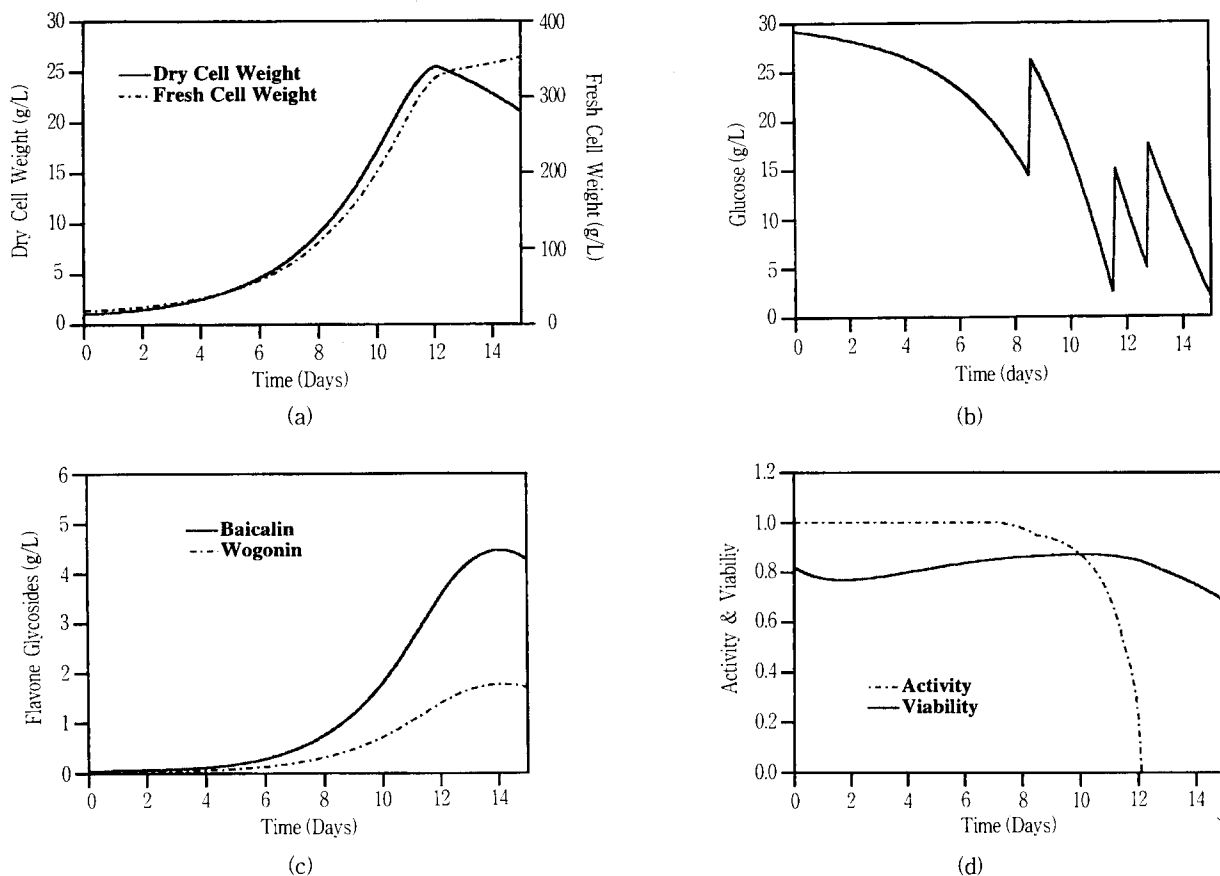 Dry Cell Weight (g/L)
30
25
20
15
10
5
0
Dry Cell Weight
Fresh Cell Weight
400
300
200
100
0
Fresh Cell Weight (g/L)
0 2 4 6 8 10 12 14
Time (Days)
(a)
Glucose (g/L)
30
25
20
15
10
5
0
0 2 4 6 8 10 12 14
Time (days)
(b)
Flavone Glycosides (g/L)
6
5
4
3
2
1
0
Baicalin
Wogonin
0 2 4 6 8 10 12 14
Time (Days)
(c)
Activity & Viabiliy
1.2
1.0
0.8
0.6
0.4
0.2
0.0
Activity
Viability
0 2 4 6 8 10 12 14
Time (Days)
(d)